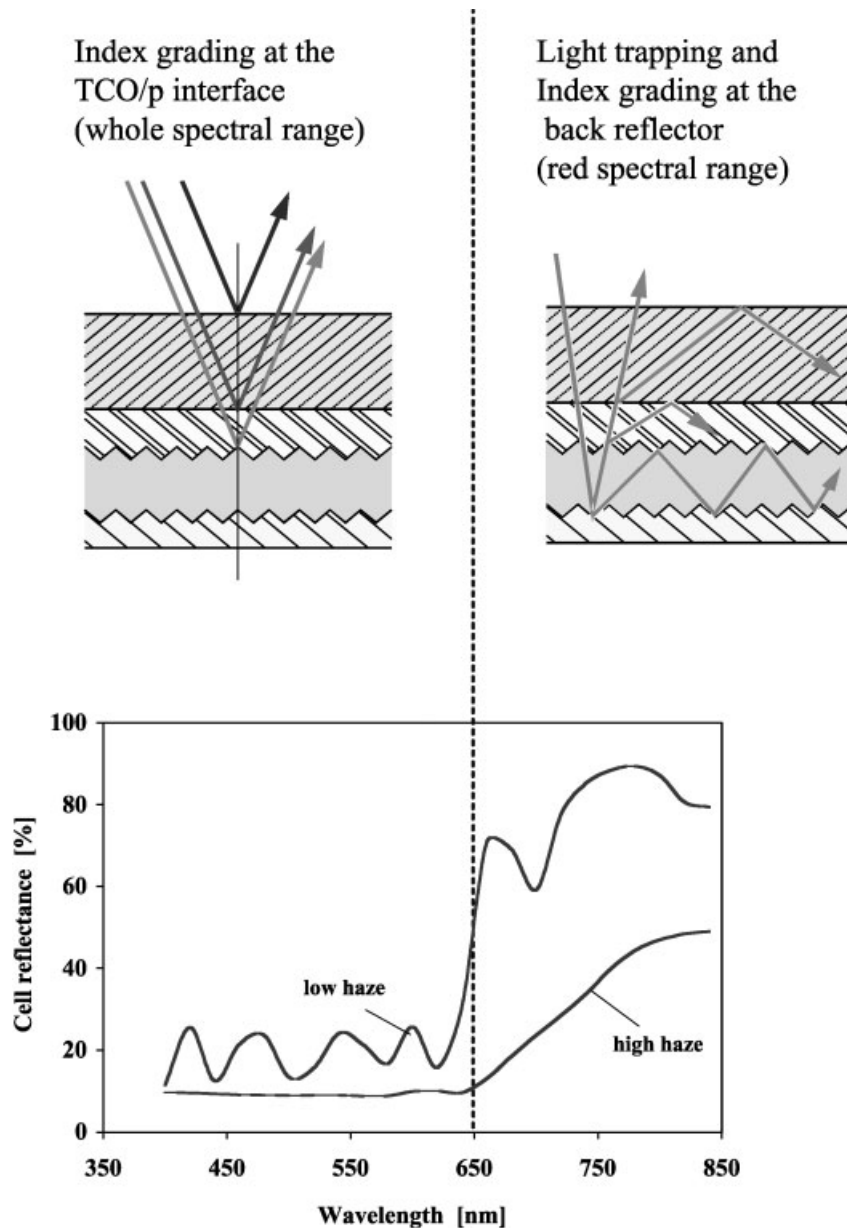 Index grading at the
TCO/p interface
(whole spectral range)
Light trapping and
Index grading at the
back reflector
(red spectral range)
100
80
60
40
20
0
Cell reflectance [%]
low haze
high haze
350
450
550
650
750
850
Wavelength [nm]